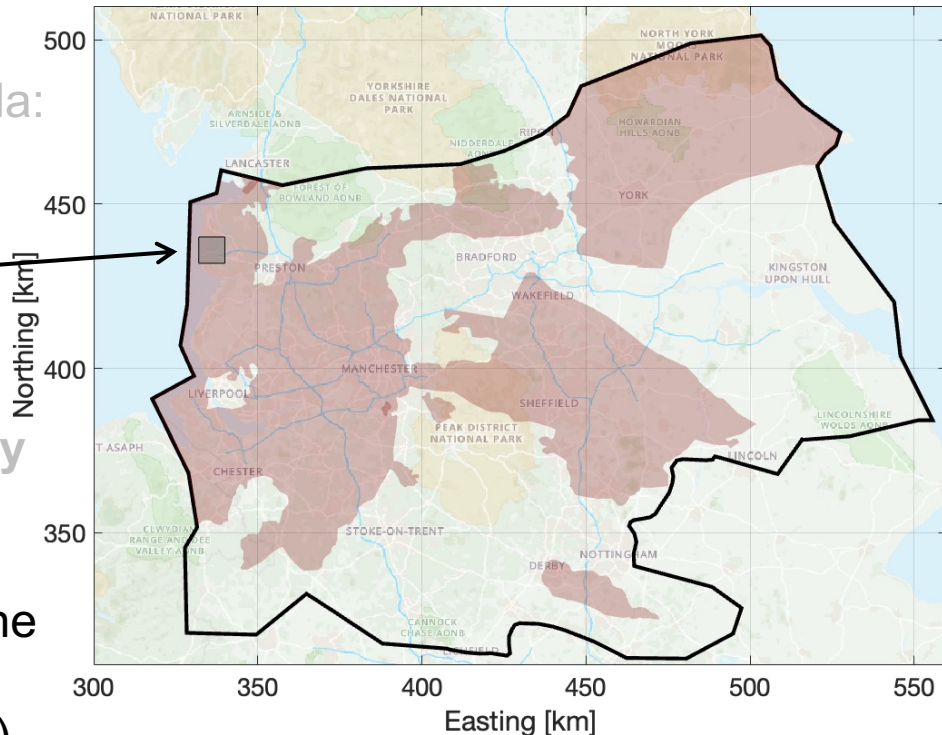 da:
y
ne
)
Northing [km]
500
450
400
350
300
350
400
450
500
550
Easting [km]
NATIONAL PARK
NORTH YORK
MOORS
NATIONAL PARK
YORKSHIRE
DALES NATIONAL
PARK
ARNSIDE &
SILVERDALE AONB
NIDDERDALE
RIPON
HOWARDIAN
HILLS AONB
LANCASTER
FOREST OF
BOWLAND AONB
YORK
PRESTON
BRADFORD
KINGSTON
UPON HULL
WAKEFIELD
MANCHESTER
LIVERPOOL
SHEFFIELD
PEAK DISTRICT
NATIONAL PARK
LINCOLNSHIRE
WOLDS AONB
T ASAPH
LINCOLN
CHESTER
CLWYDIAN
RANGE AND DEE
VALLEY AONB
STOKE-ON-TRENT
NOTTINGHAM
DERBY
CANNOCK
CHASE AONB
LICHFIELD